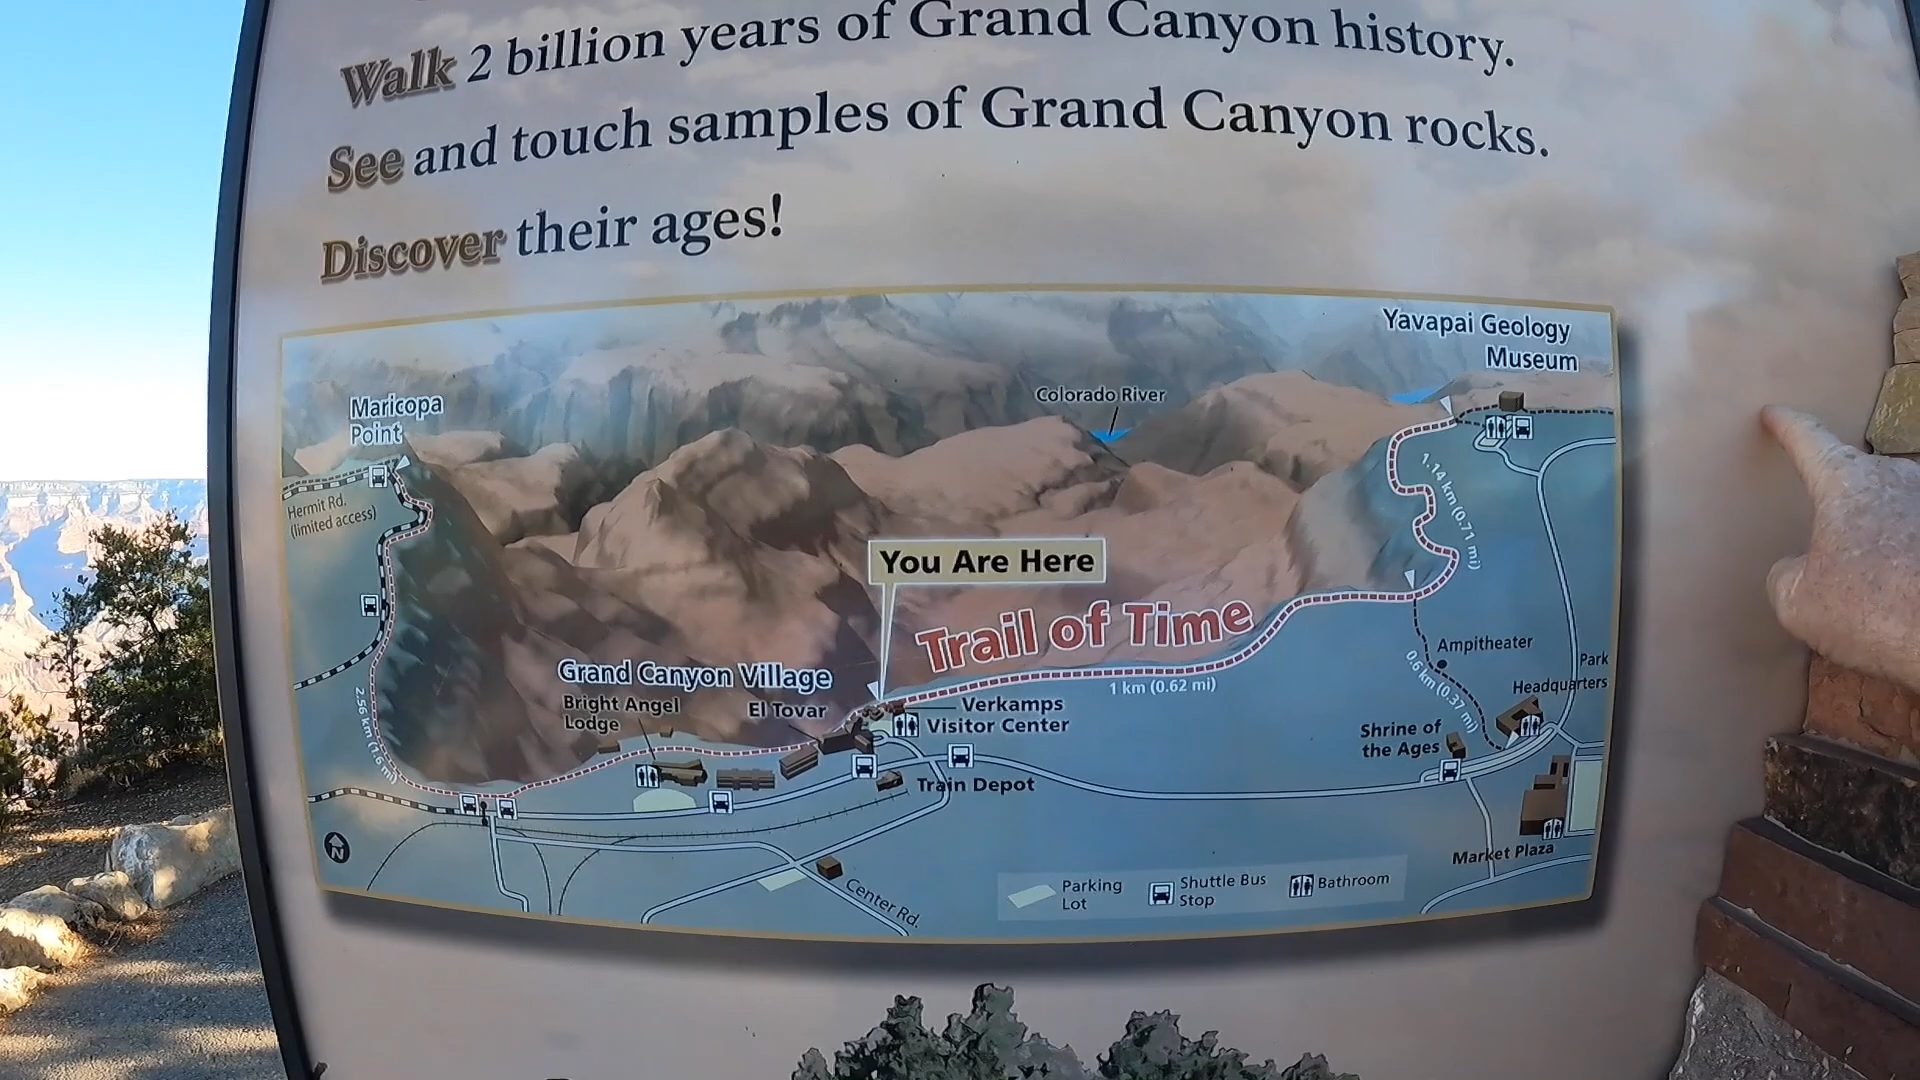 Walk 2 billion years of Grand Canyon history.
See and touch samples of Grand Canyon rocks.
Discover their ages!
Yavapai Geology
Museum
Colorado River
Maricopa
Point
Hermit Rd.
(limited access)
1.14 km (0.71 mi)
You Are Here
Trail of Time
1 km (0.62 mi)
Ampitheater
0.6 km (0.37 mi)
Park
Headquarters
Grand Canyon Village
Bright Angel
Lodge
El Tovar
Verkamps
Visitor Center
2.56 km (1.6 mi)
Shrine of
the Ages
Train Depot
Market Plaza
N
Center Rd.
Parking
Lot
Shuttle Bus
Stop
Bathroom